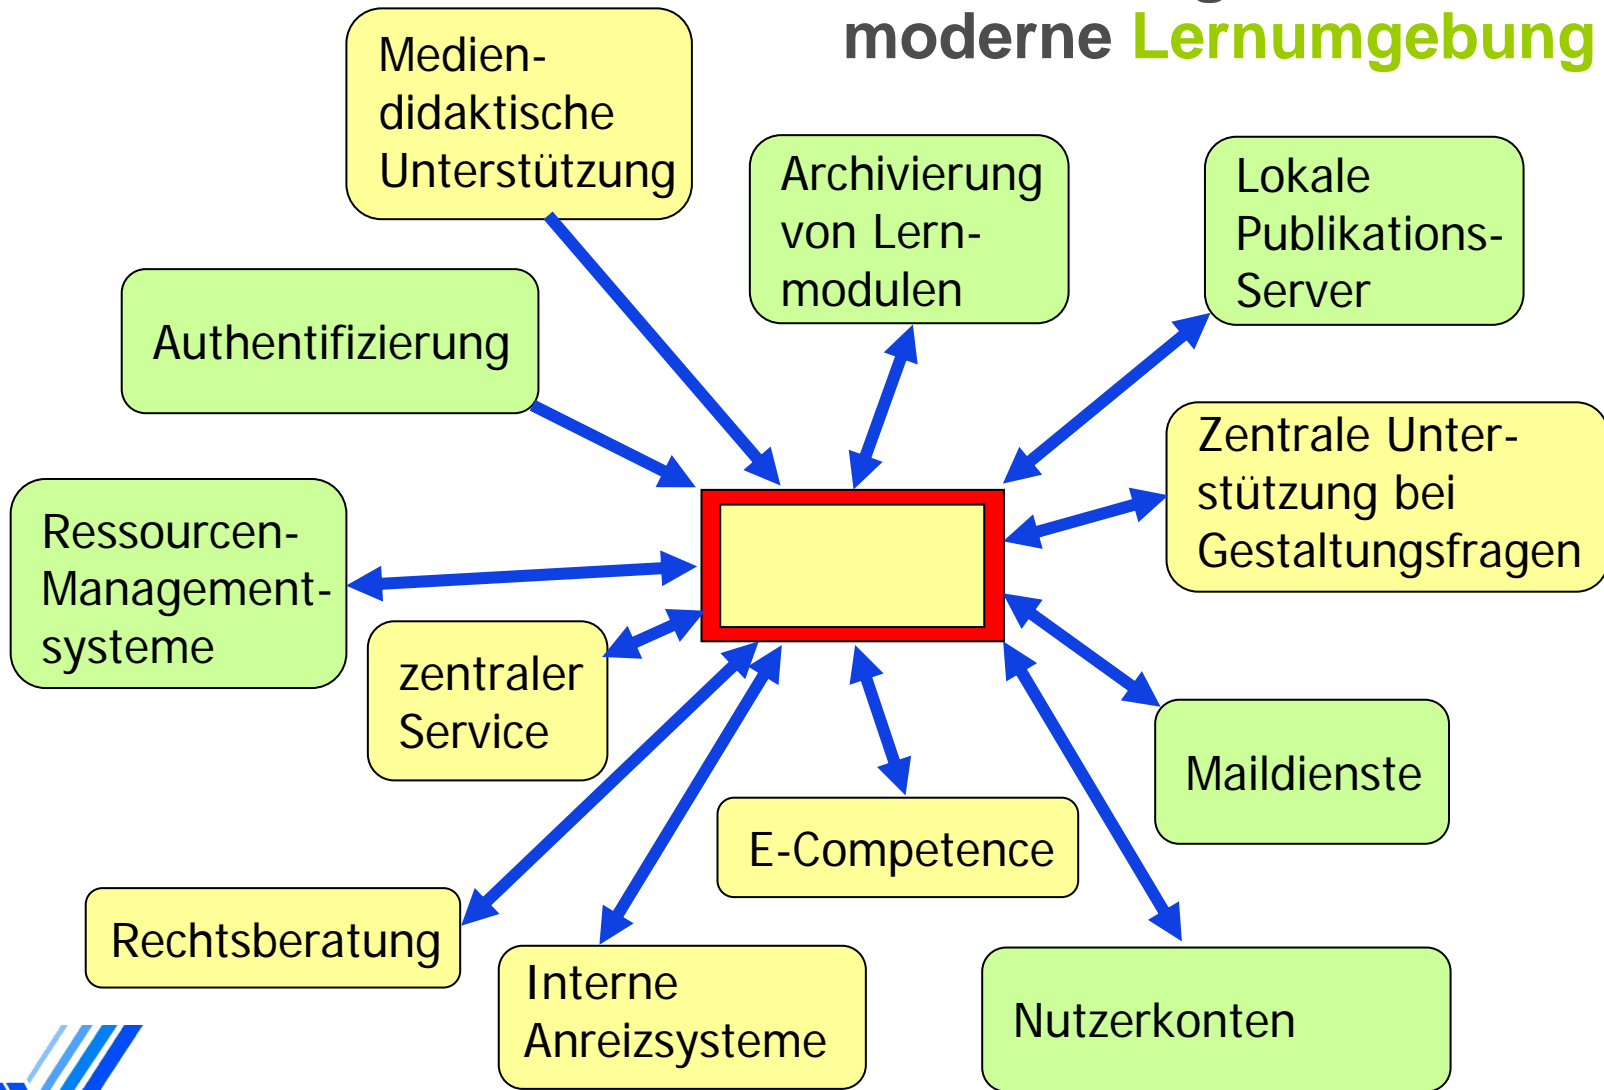 moderne Lernumgebung
Medien-
didaktische
Unterstützung
Archivierung
von Lern-
modulen
Lokale
Publikations-
Server
Authentifizierung
Zentrale Unter-
stützung bei
Gestaltungsfragen
Ressourcen-
Management-
systeme
zentraler
Service
Maildienste
E-Competence
Rechtsberatung
Interne
Anreizsysteme
Nutzerkonten